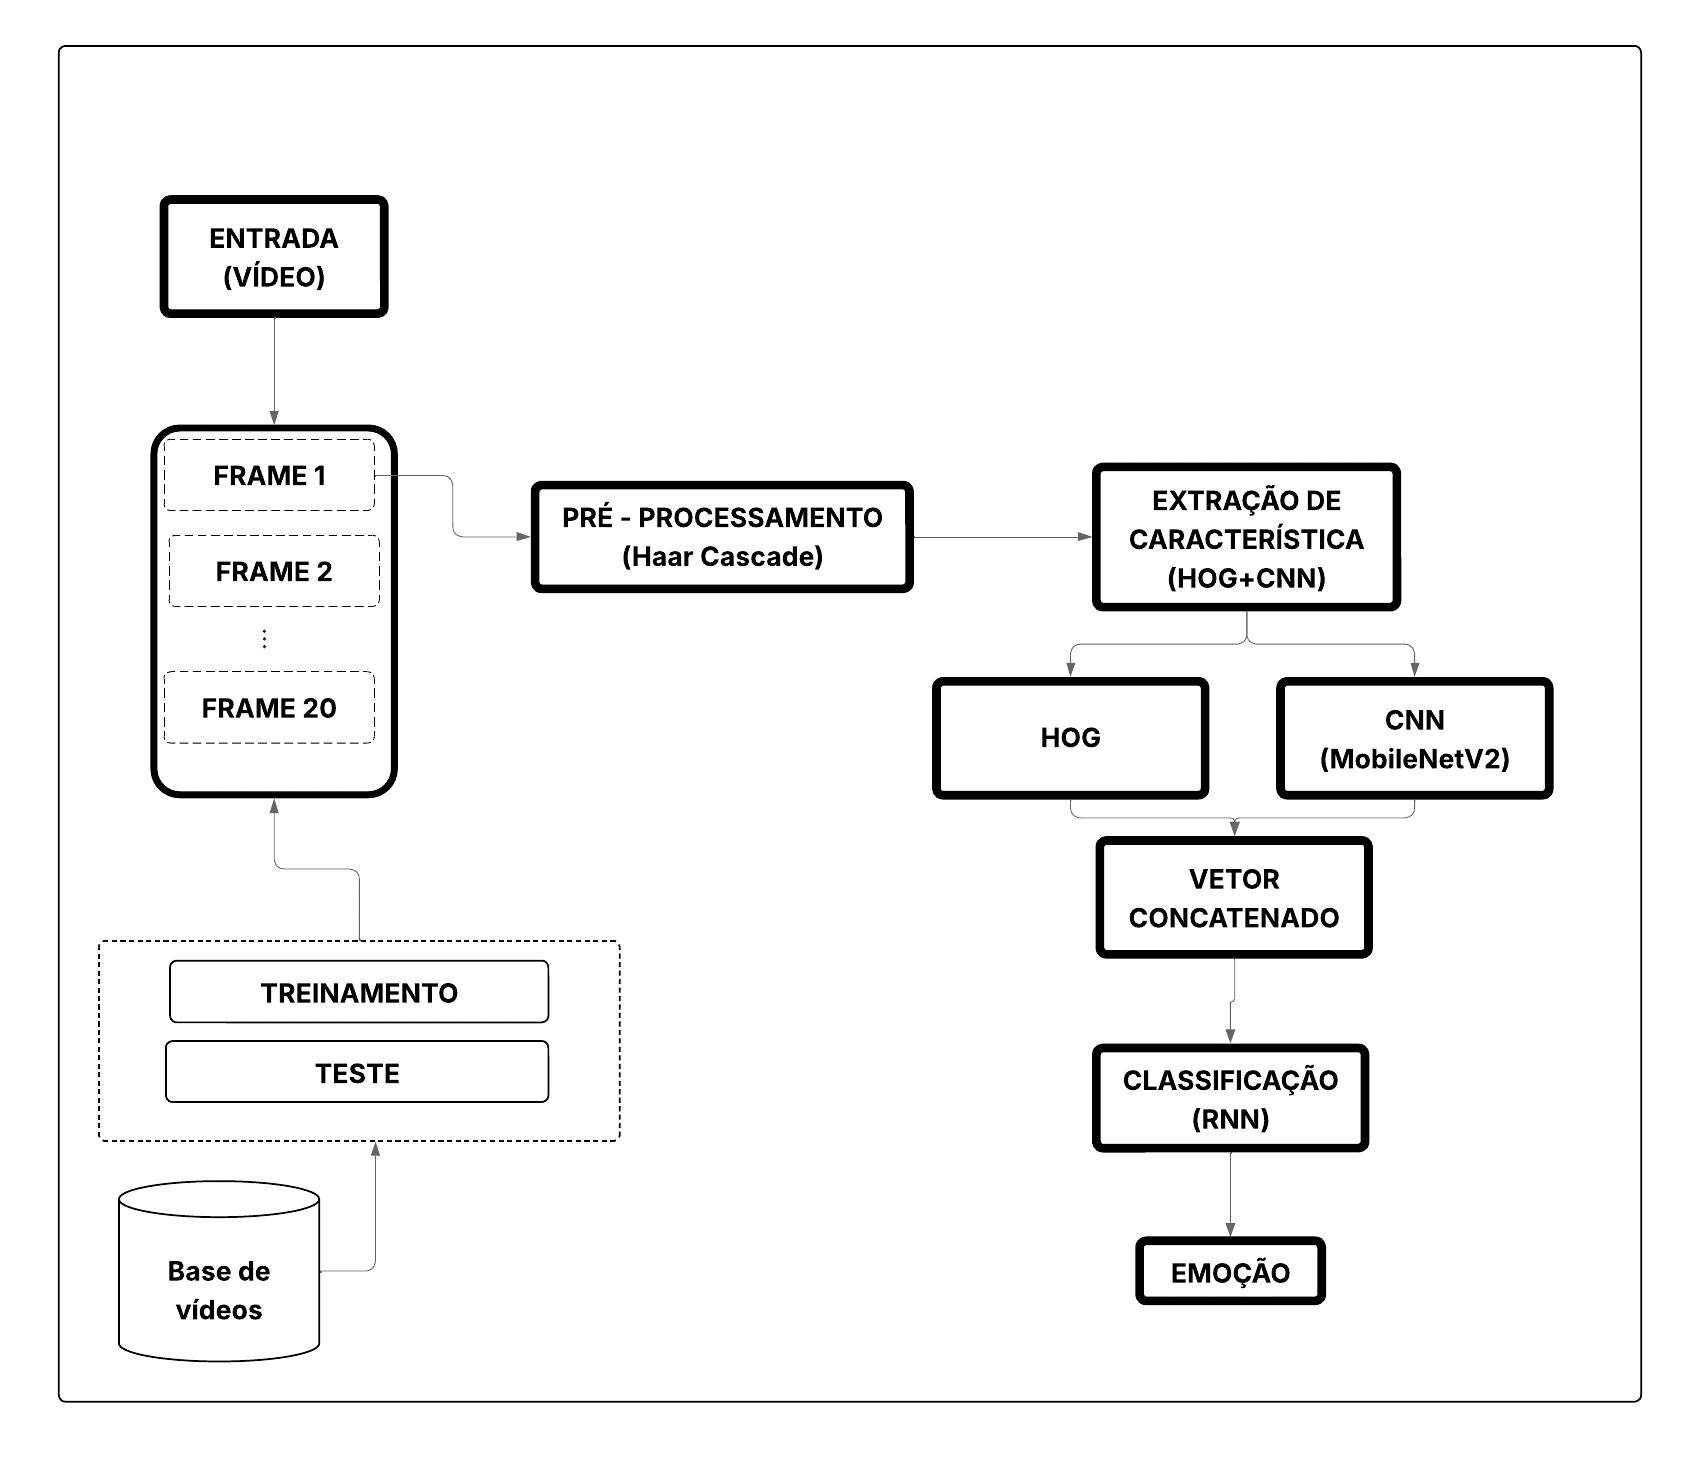 ENTRADA
(VÍDEO)
FRAME 1
FRAME 2
⋮
FRAME 20
PRÉ - PROCESSAMENTO
(Haar Cascade)
EXTRAÇÃO DE
CARACTERÍSTICA
(HOG+CNN)
HOG
CNN
(MobileNetV2)
VETOR
CONCATENADO
CLASSIFICAÇÃO
(RNN)
EMOÇÃO
TREINAMENTO
TESTE
Base de
vídeos